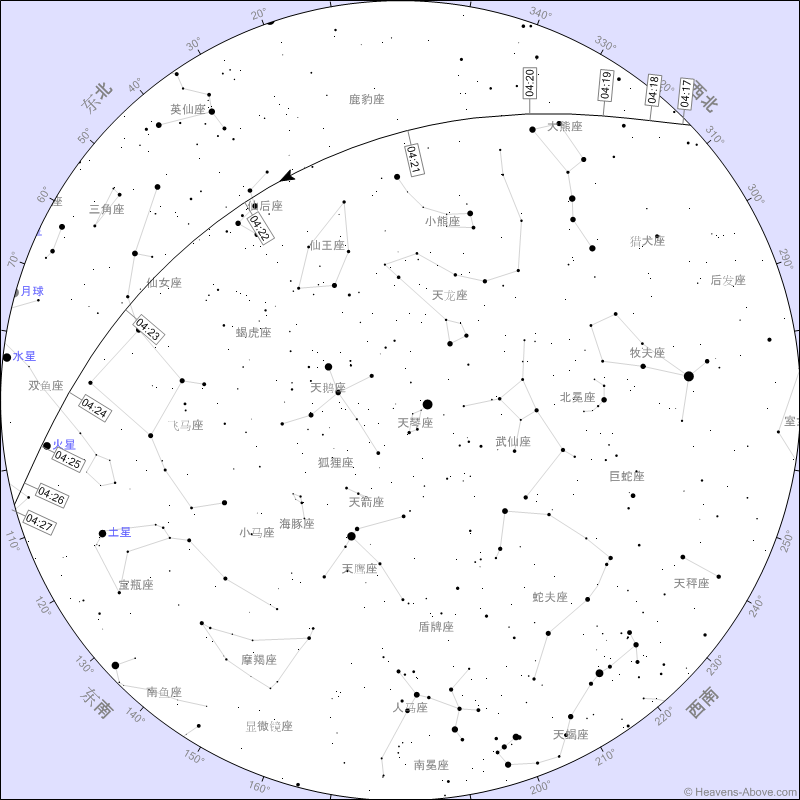 20°
340°
30°
330°
40°
东北
鹿豹座
320°
西北
04:20
04:19
04:18
04:17
英仙座
大熊座
50°
310°
04:21
60°
300°
座
三角座
仙后座
小熊座
04:22
仙王座
猎犬座
70°
290°
月球
仙女座
天龙座
后发座
04:23
蝎虎座
水星
牧夫座
双鱼座
天鹅座
北冕座
04:24
飞马座
天琴座
室女
火星
武仙座
04:25
狐狸座
巨蛇座
04:26
天箭座
04:27
海豚座
小马座
土星
110°
250°
天鹰座
宝瓶座
天秤座
蛇夫座
120°
240°
盾牌座
130°
摩羯座
230°
东南
南鱼座
人马座
西南
140°
显微镜座
220°
天蝎座
150°
南冕座
210°
160°
200°
© Heavens-Above.com